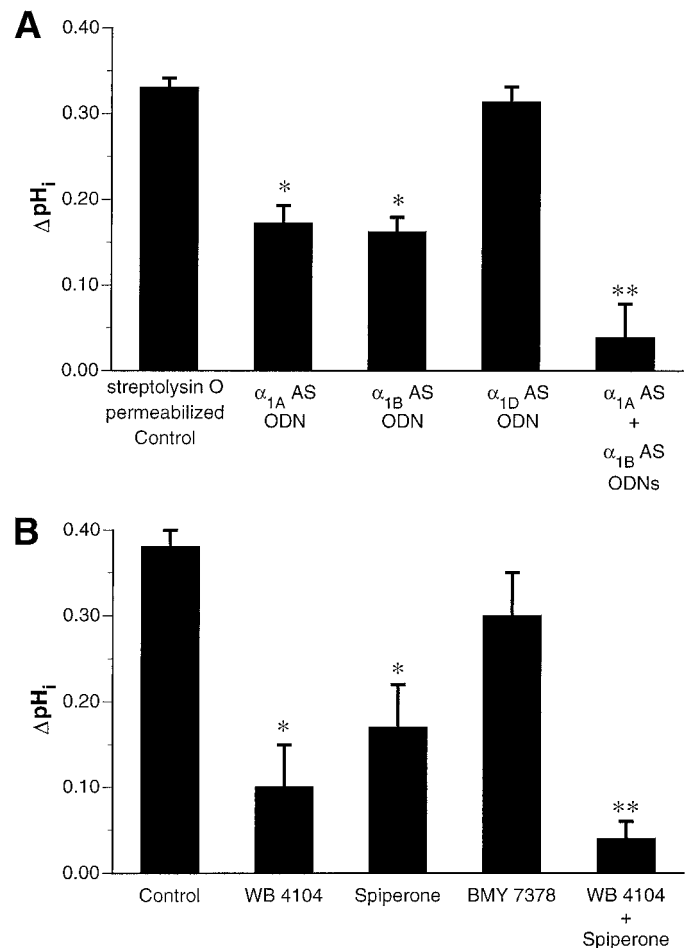 A
0.40
0.30
0.20
0.10
0.00
ΔpHi
*
*
**
streptolysin O
permeabilized
Control
α1A AS
ODN
α1B AS
ODN
α1D AS
ODN
α1A AS
+
α1B AS
ODNs
B
0.40
0.30
0.20
0.10
0.00
ΔpHi
*
*
**
Control
WB 4104
Spiperone
BMY 7378
WB 4104
+
Spiperone